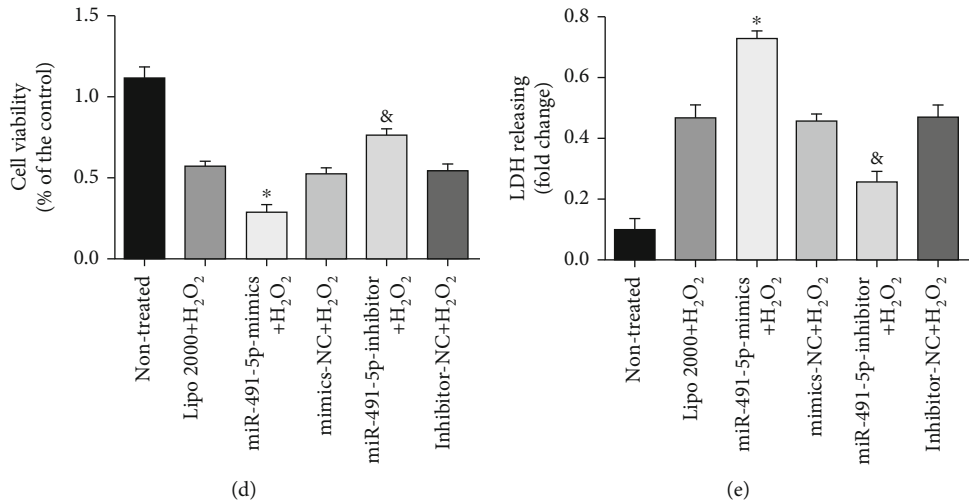 Cell viability
(% of the control)
1.5
1.0
0.5
0.0
*
&
Non-treated
Lipo 2000+H₂O₂
miR-491-5p-mimics
+H₂O₂
mimics-NC+H₂O₂
miR-491-5p-inhibitor
+H₂O₂
Inhibitor-NC+H₂O₂
(d)
LDH releasing
(fold change)
0.8
0.6
0.4
0.2
0.0
*
&
Non-treated
Lipo 2000+H₂O₂
miR-491-5p-mimics
+H₂O₂
mimics-NC+H₂O₂
miR-491-5p-inhibitor
+H₂O₂
Inhibitor-NC+H₂O₂
(e)